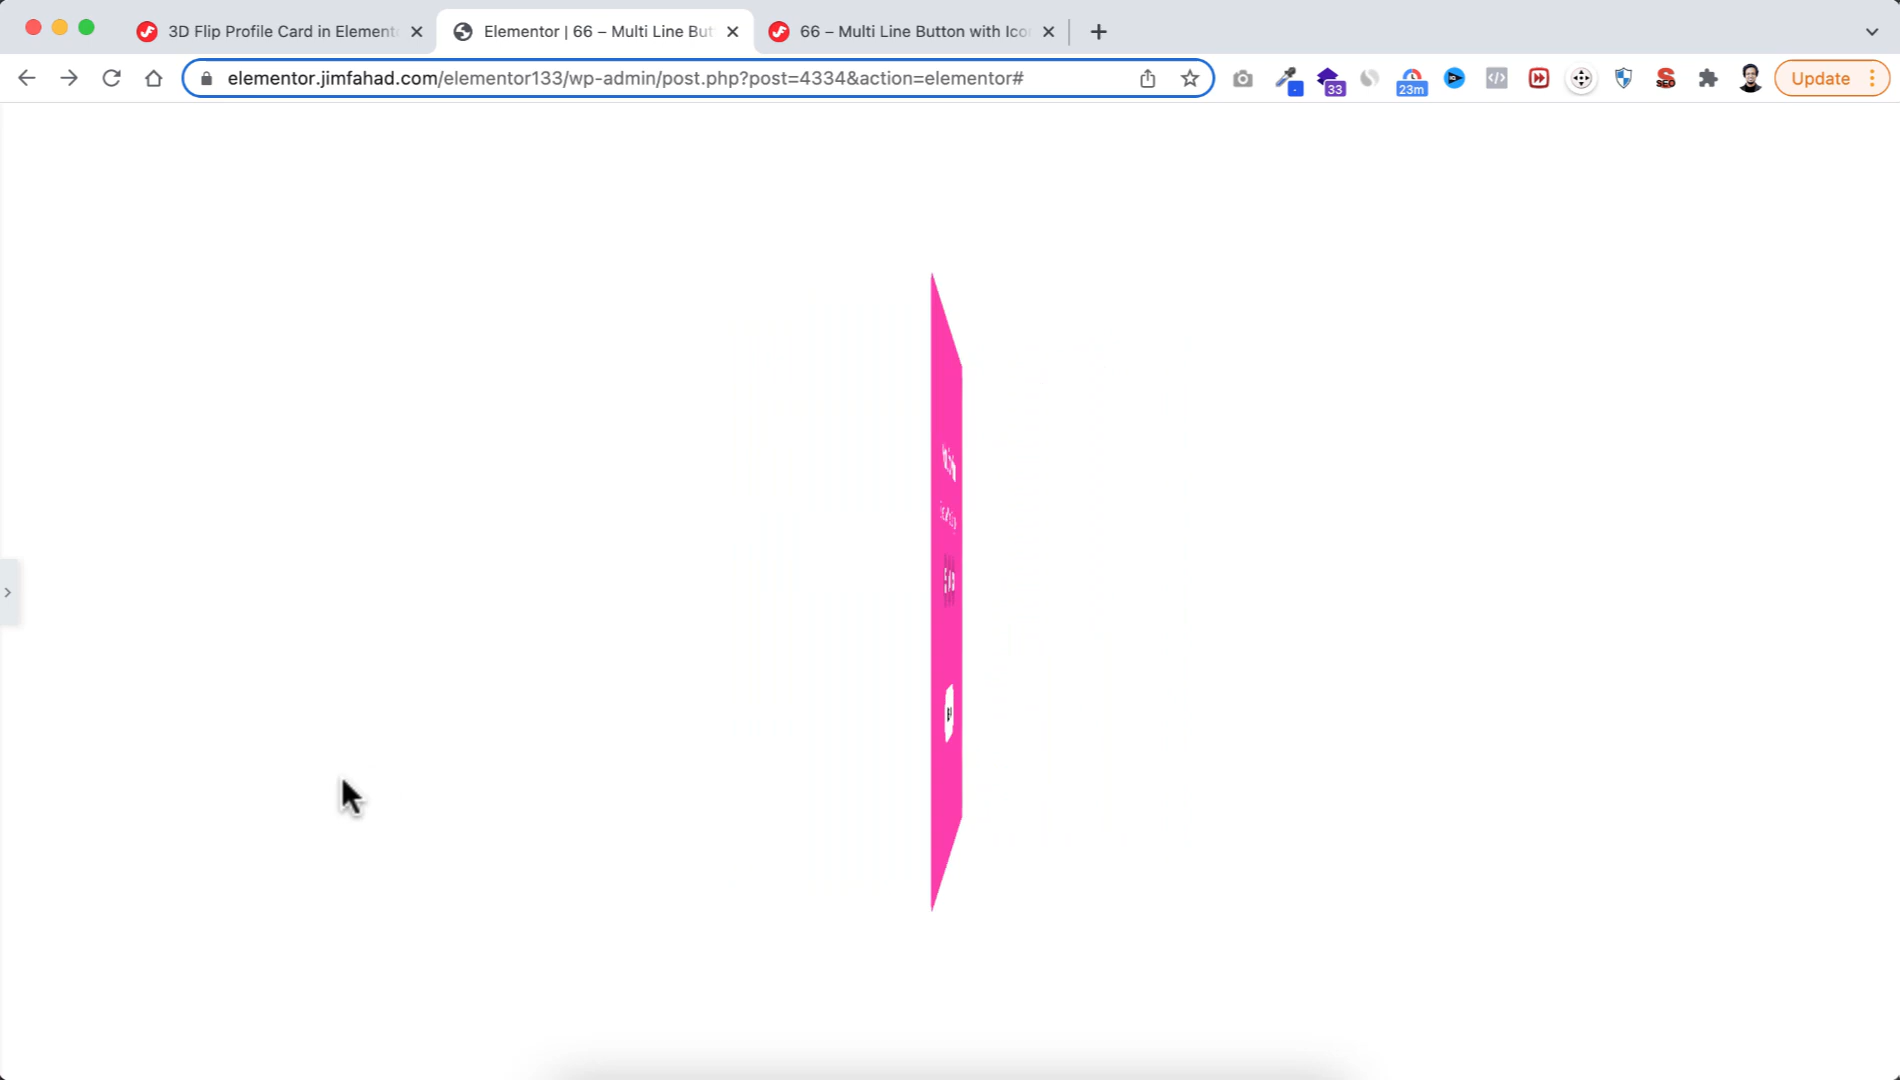 3D Flip Profile Card in Element
Elementor | 66 – Multi Line But
66 – Multi Line Button with Ico
elementor.jimfahad.com/elementor133/wp-admin/post.php?post=4334&action=elementor#
33
23m
SEO
Update